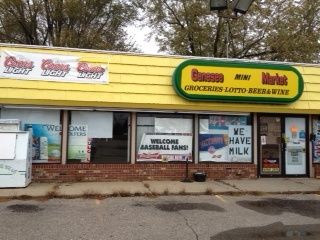 Coors Coors Coors
LIGHT LIGHT LIGHT
Genesee MINI Market
GROCERIES·LOTTO·BEER&WINE
WELCOME
WELCOME
BASEBALL FANS!
WE
HAVE
MILK